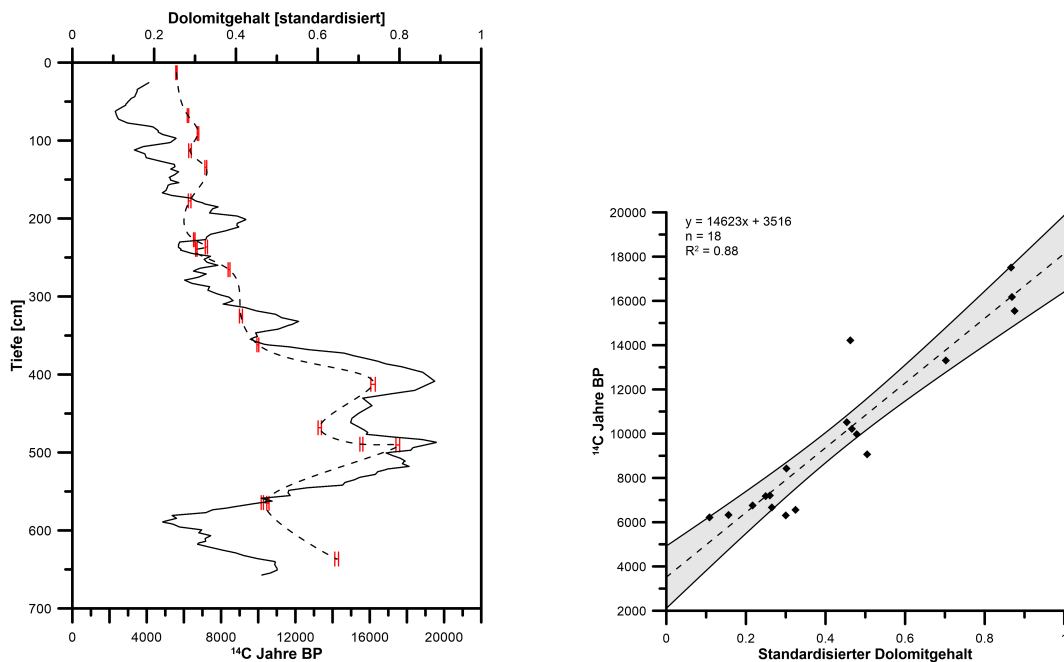 Dolomitgehalt [standardisiert]
0 0.2 0.4 0.6 0.8 1
0
100
200
300
400
500
600
700
Tiefe [cm]
0 4000 8000 12000 16000 20000
¹⁴C Jahre BP
y = 14623x + 3516
n = 18
R² = 0.88
20000
18000
16000
14000
12000
10000
8000
6000
4000
2000
¹⁴C Jahre BP
0 0.2 0.4 0.6 0.8 1
Standardisierter Dolomitgehalt